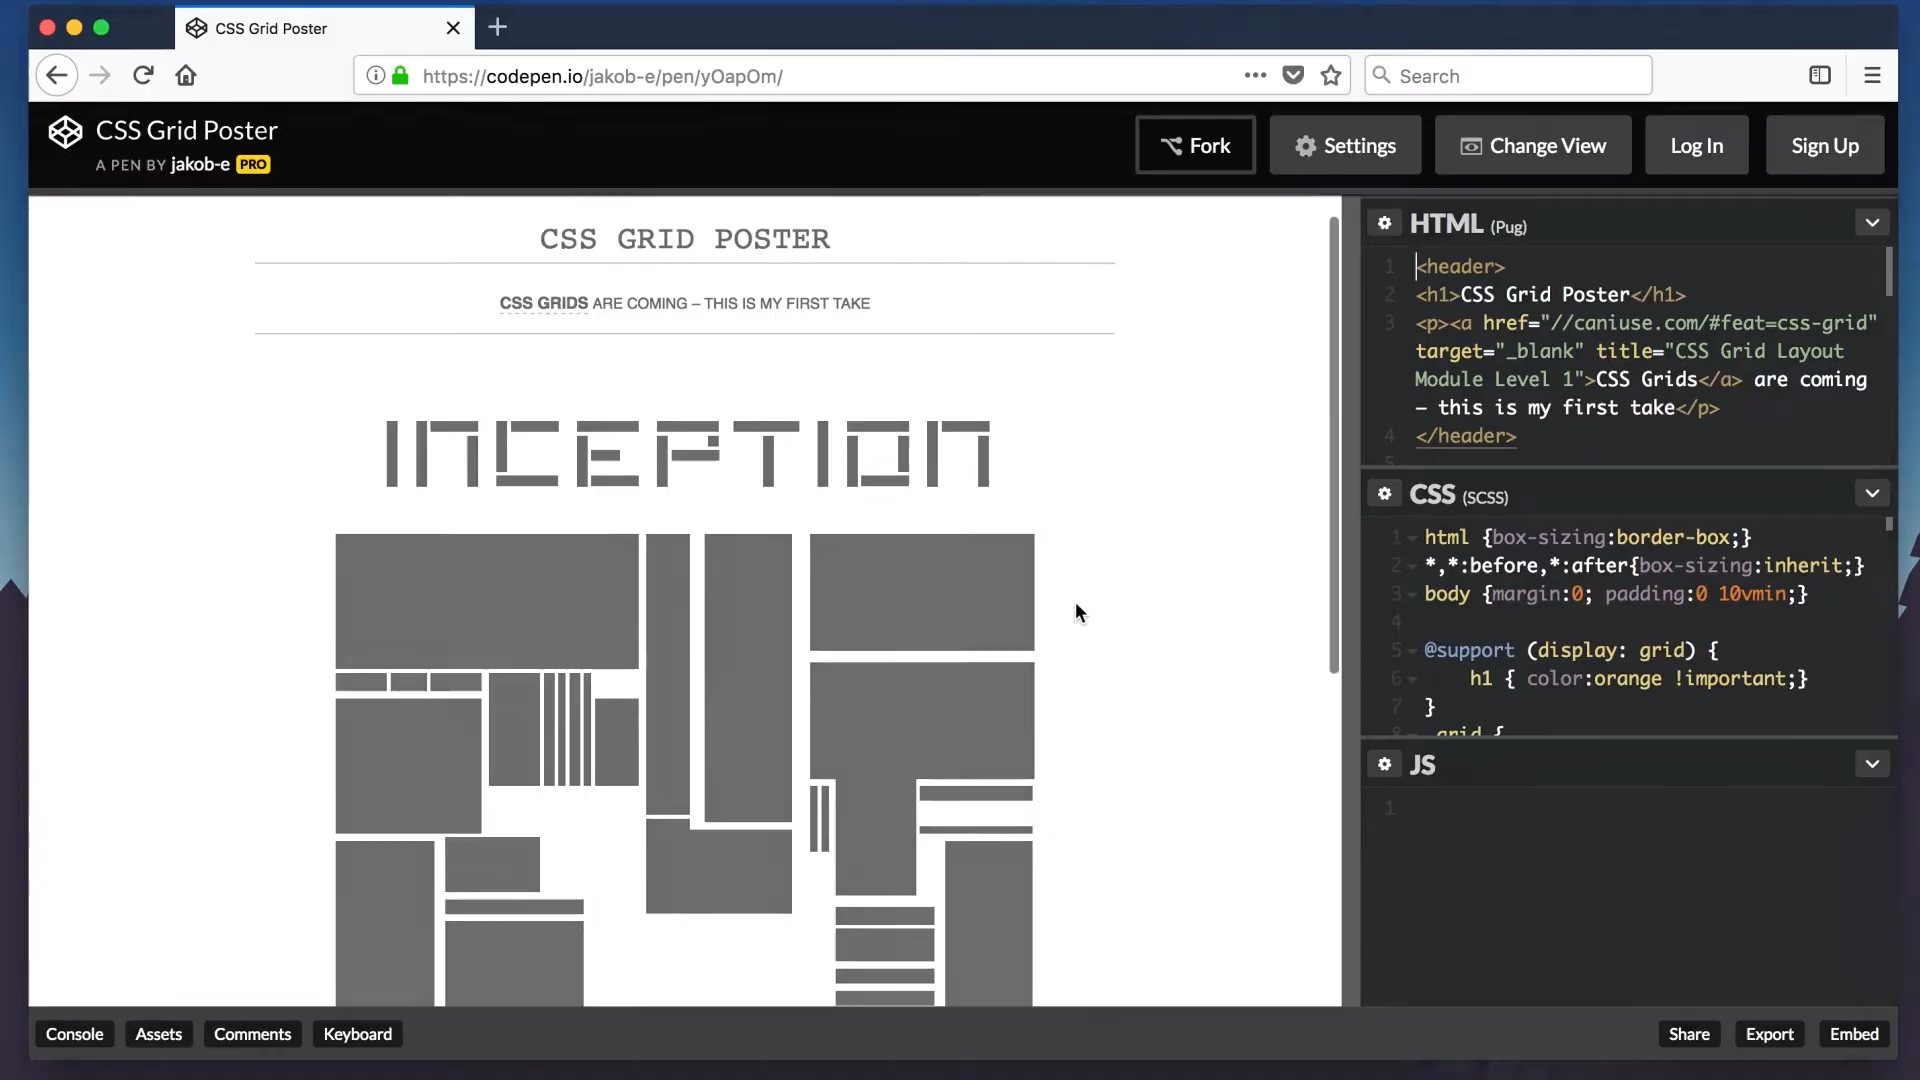 CSS Grid Poster
https://codepen.io/jakob-e/pen/yOapOm/
Search
CSS Grid Poster
A PEN BY jakob-e PRO
Fork
Settings
Change View
Log In
Sign Up
CSS GRID POSTER
CSS GRIDS ARE COMING – THIS IS MY FIRST TAKE
INCEPTION
HTML (Pug)
1 <header>
2 <h1>CSS Grid Poster</h1>
3 <p><a href="//caniuse.com/#feat=css-grid"
target="_blank" title="CSS Grid Layout
Module Level 1">CSS Grids</a> are coming
– this is my first take</p>
4 </header>
5
CSS (SCSS)
1 html {box-sizing:border-box;}
2 *,*:before,*:after{box-sizing:inherit;}
3 body {margin:0; padding:0 10vmin;}
4
5 @support (display: grid) {
6 h1 { color:orange !important;}
7 }
8 .grid {
JS
1
Console
Assets
Comments
Keyboard
Share
Export
Embed